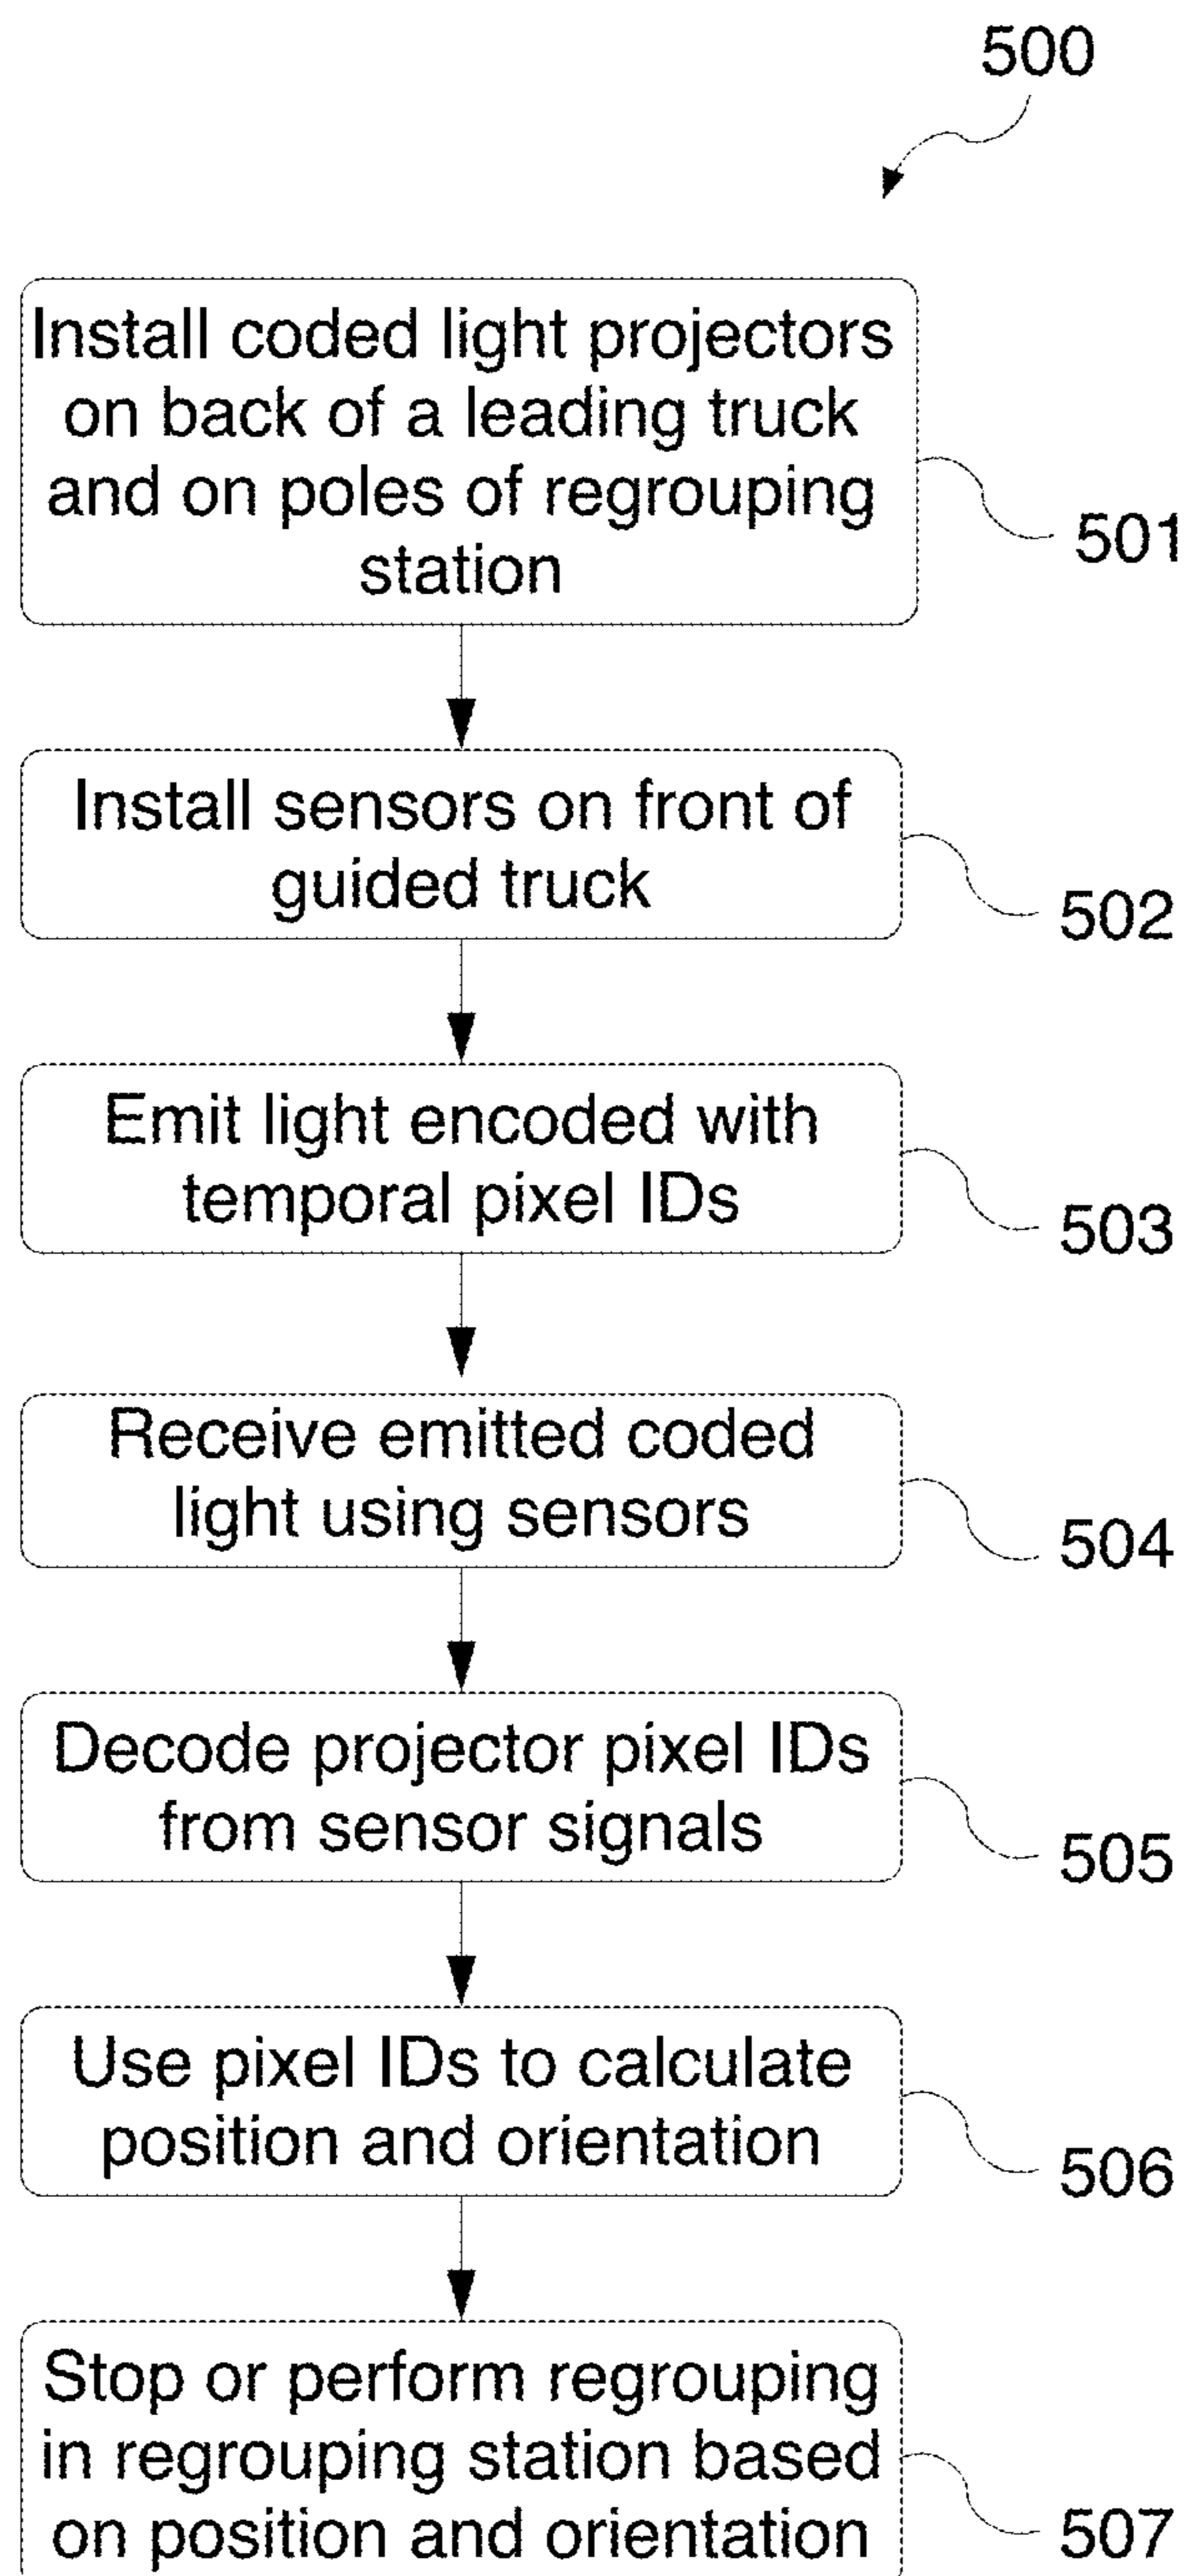 500
Install coded light projectors
on back of a leading truck
and on poles of regrouping
station
501
Install sensors on front of
guided truck
502
Emit light encoded with
temporal pixel IDs
503
Receive emitted coded
light using sensors
504
Decode projector pixel IDs
from sensor signals
505
Use pixel IDs to calculate
position and orientation
506
Stop or perform regrouping
in regrouping station based
on position and orientation
507